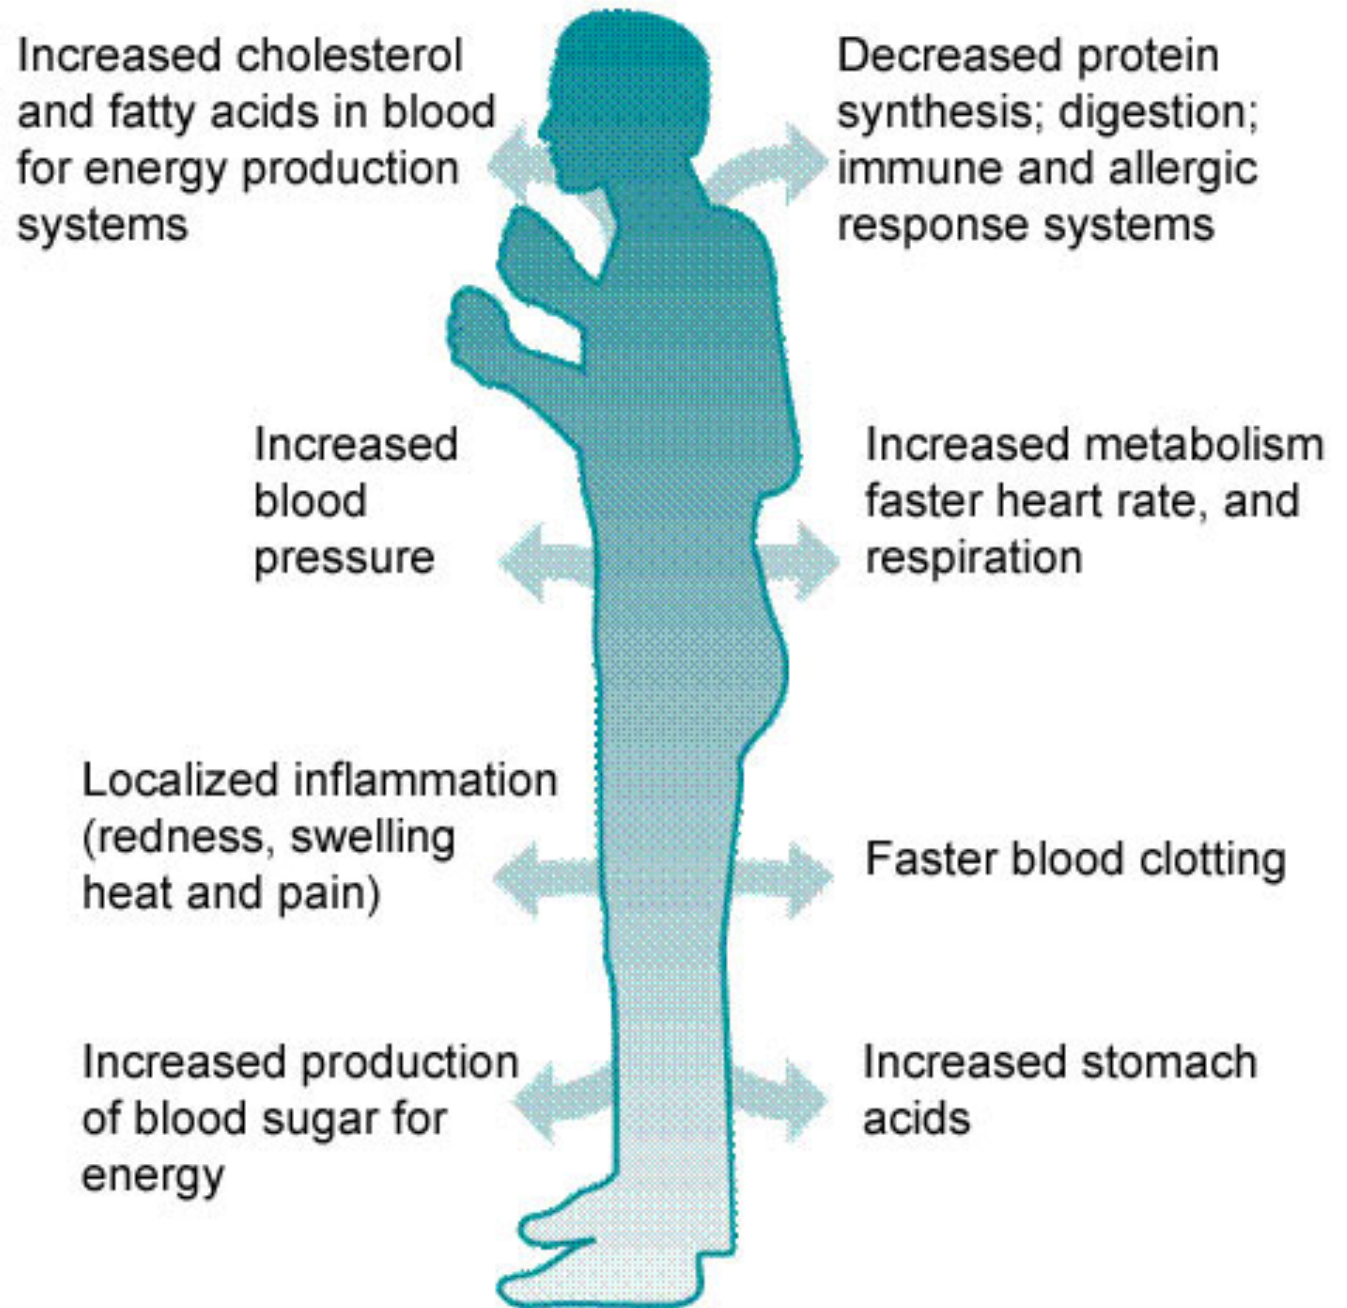 Increased cholesterol
and fatty acids in blood
for energy production
systems
Decreased protein
synthesis; digestion;
immune and allergic
response systems
Increased
blood
pressure
Increased metabolism
faster heart rate, and
respiration
Localized inflammation
(redness, swelling
heat and pain)
Faster blood clotting
Increased production
of blood sugar for
energy
Increased stomach
acids